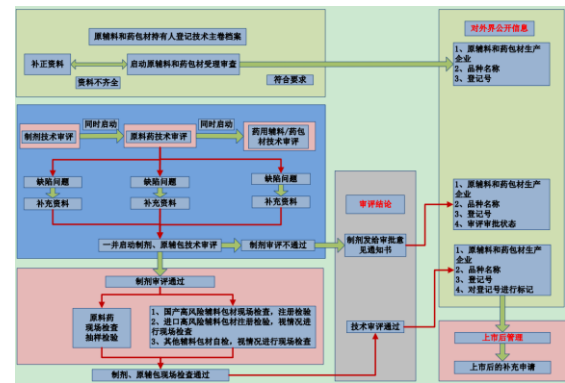 原辅料和药包材持有人登记技术主卷档案
补正资料
启动原辅料和药包材受理审查
资料不齐全
符合要求
对外界公开信息
1、原辅料和药包材生产
企业
2、品种名称
3、登记号
制剂技术审评
同时启动
原料药技术审评
同时启动
药用辅料/药包
材技术审评
缺陷问题
缺陷问题
缺陷问题
补充资料
补充资料
补充资料
一并启动制剂、原辅包技术审评
制剂审评不通过
审评结论
制剂发给审批意
见通知书
技术审评通过
1、原辅料和药包材生产
企业
2、品种名称
3、登记号
4、审评审批状态
1、原辅料和药包材生产
企业
2、品种名称
3、登记号
4、对登记号进行标记
制剂审评通过
原料药
现场检查
抽样检验
1、国产高风险辅料包材现场检查，注册检验
2、进口高风险辅料包材注册检验，视情况进
行现场检查
3、其他辅料包材自检，视情况进行现场检查
制剂、原辅包现场检查通过
上市后管理
上市后的补充申请